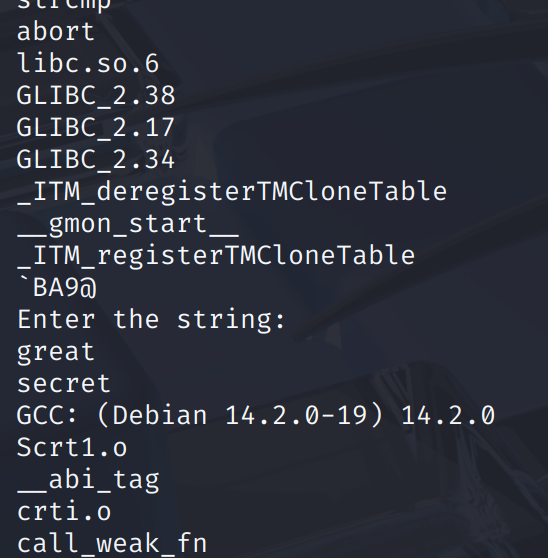 strcmp
abort
libc.so.6
GLIBC_2.38
GLIBC_2.17
GLIBC_2.34
_ITM_deregisterTMCloneTable
__gmon_start__
_ITM_registerTMCloneTable
`BA9@
Enter the string:
great
secret
GCC: (Debian 14.2.0-19) 14.2.0
Scrt1.o
__abi_tag
crti.o
call_weak_fn